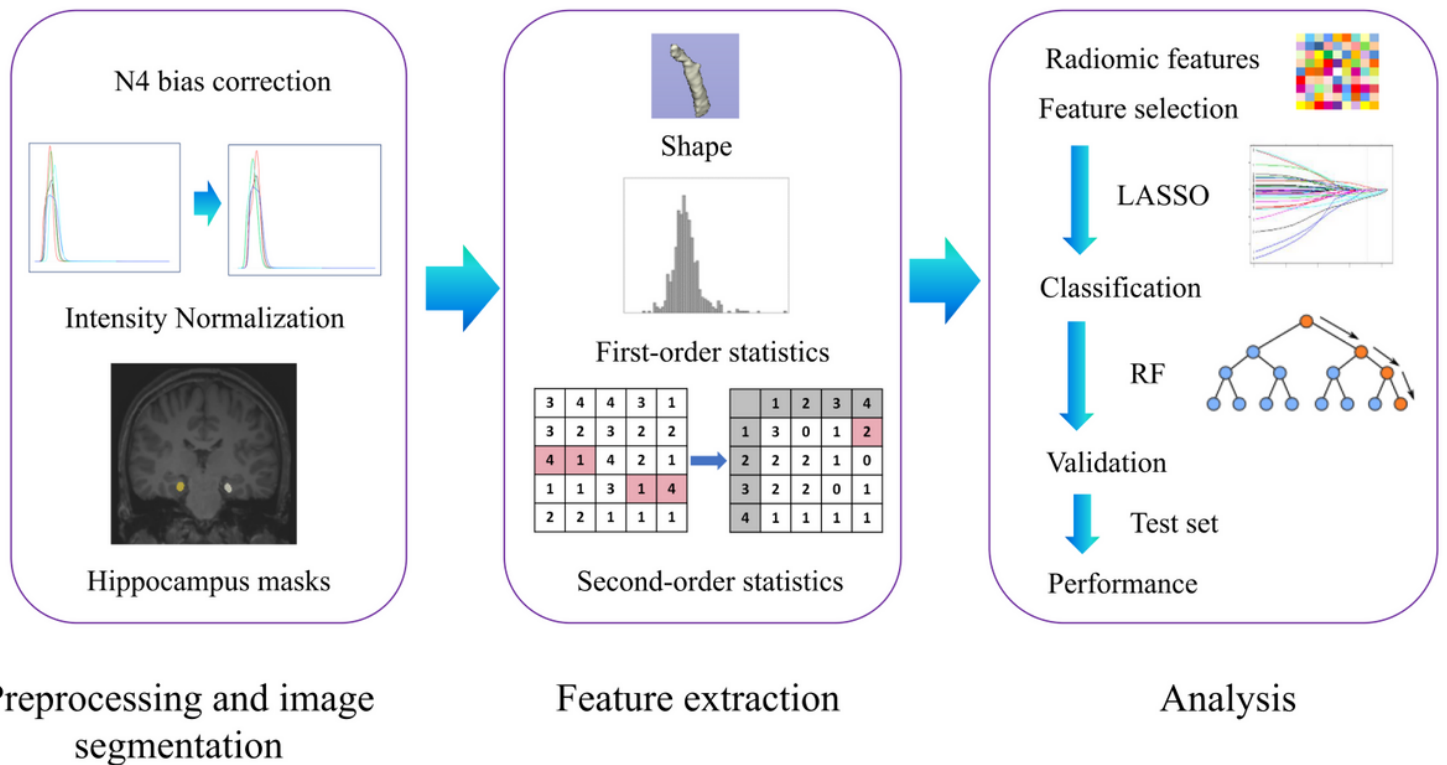 N4 bias correction
Intensity Normalization
Hippocampus masks
Shape
First-order statistics
3 4 4 3 1
3 2 3 2 2
4 1 4 2 1
1 1 3 1 4
2 2 1 1 1
1 2 3 4
1 3 0 1 2
2 2 2 1 0
3 2 2 0 1
4 1 1 1 1
Second-order statistics
Radiomic features
Feature selection
LASSO
Classification
RF
Validation
Test set
Performance
Preprocessing and image
segmentation
Feature extraction
Analysis